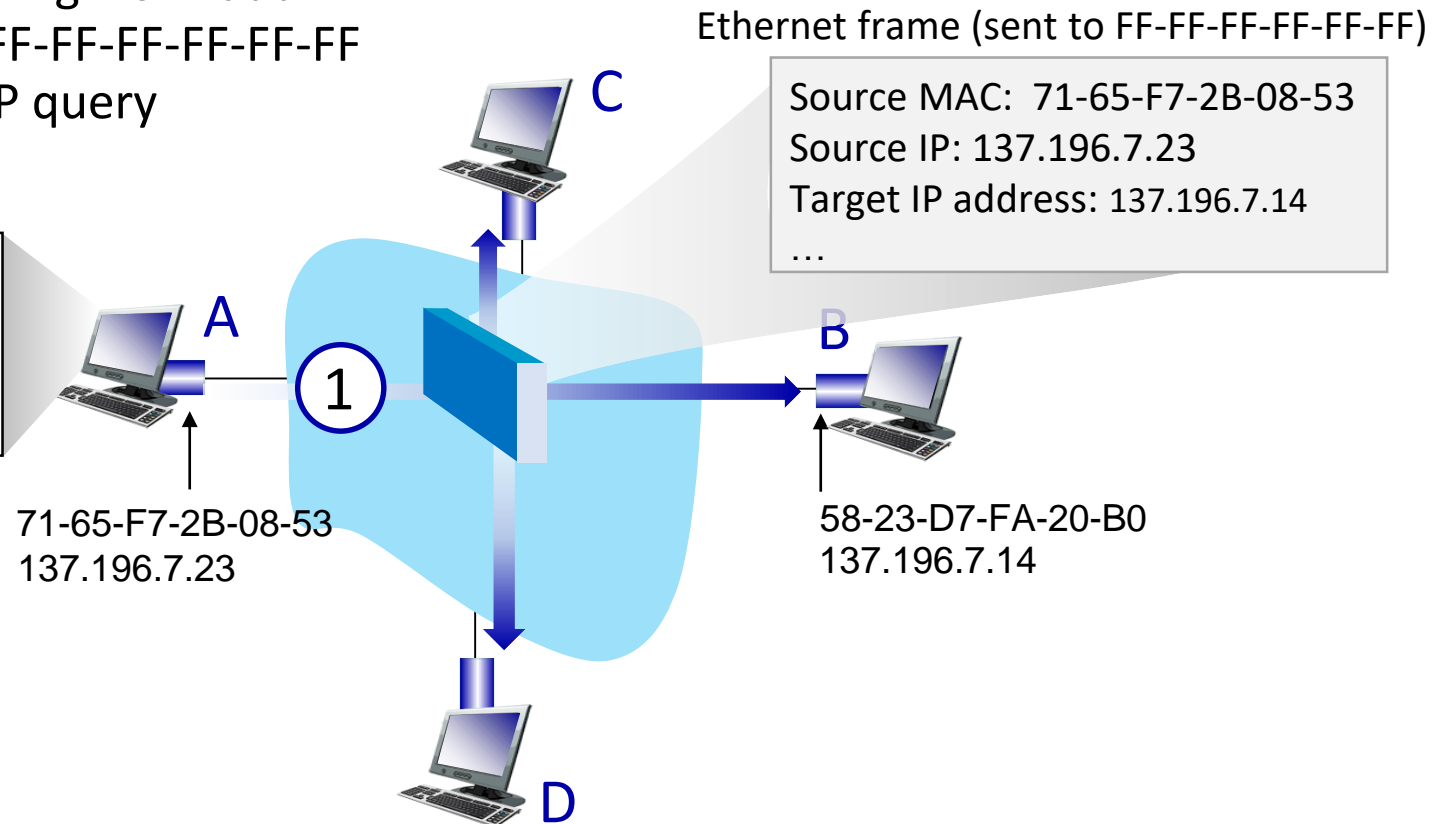 FF-FF-FF-FF-FF-FF
P query
Ethernet frame (sent to FF-FF-FF-FF-FF-FF)
Source MAC: 71-65-F7-2B-08-53
Source IP: 137.196.7.23
Target IP address: 137.196.7.14
…
C
A
B
1
71-65-F7-2B-08-53
137.196.7.23
58-23-D7-FA-20-B0
137.196.7.14
D